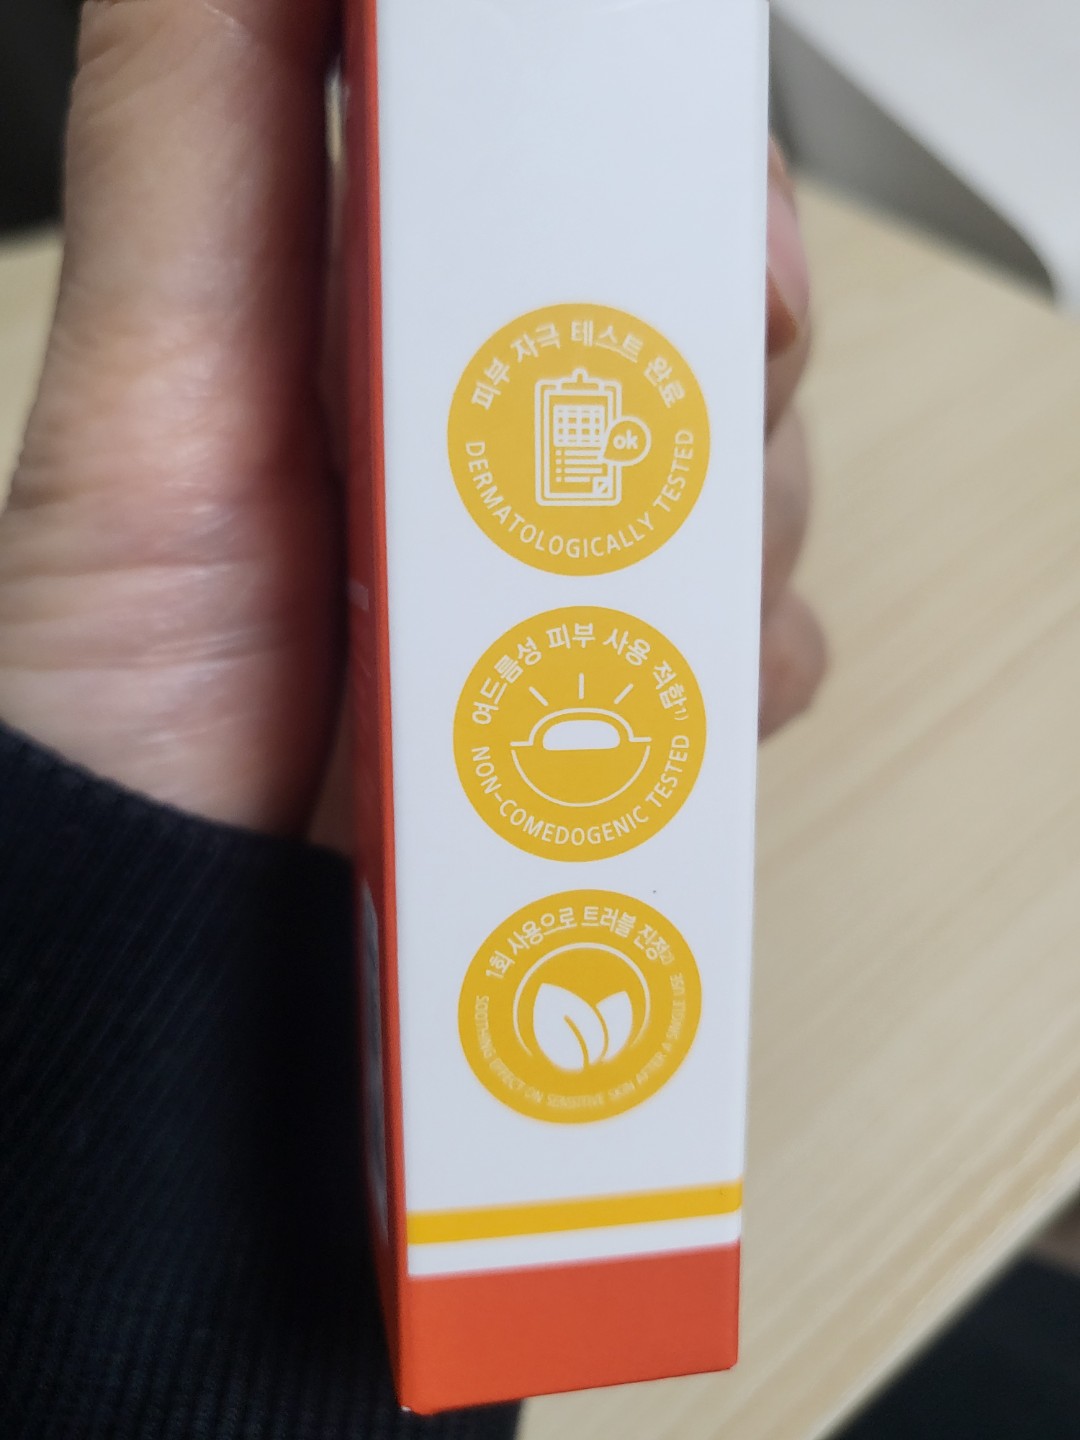 피부 자극 테스트 완료
ok
DERMATOLOGICALLY TESTED
여드름성 피부 사용 적합1)
NON-COMEDOGENIC TESTED
1회 사용으로 트러블 진정2)
SOOTHING EFFECT ON SENSITIVE SKIN AFTER A SINGLE USE